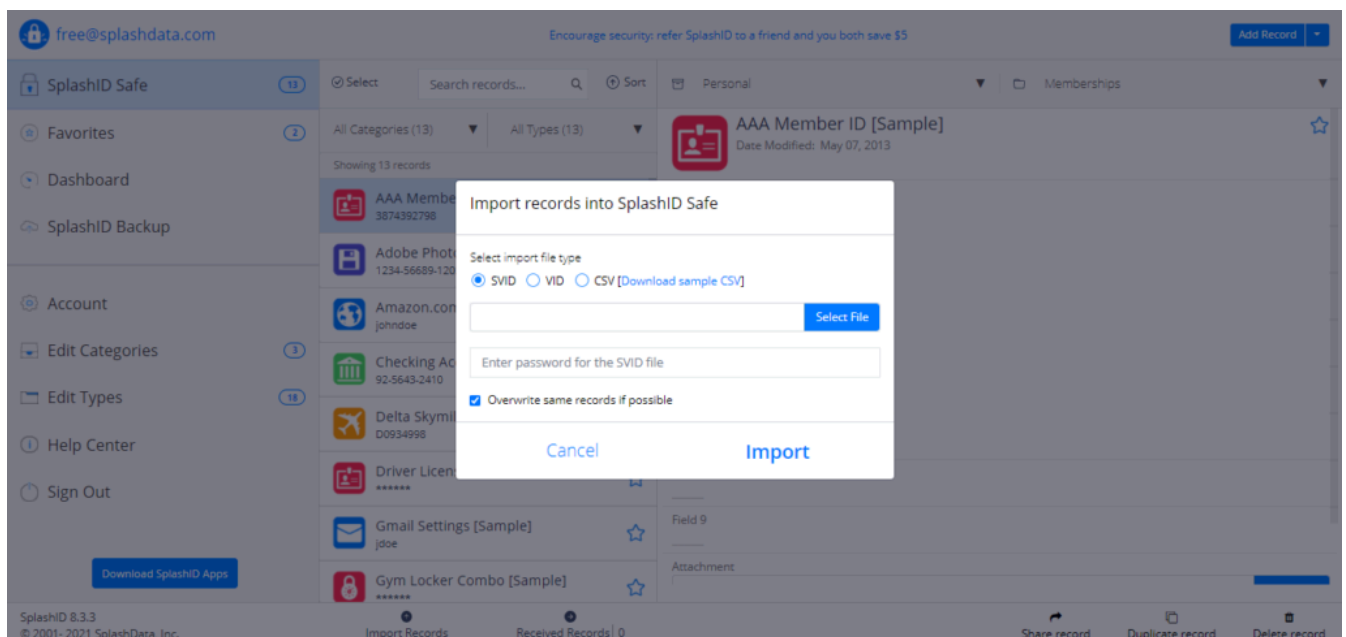 free@splashdata.com
Encourage security: refer SplashID to a friend and you both save $5
Add Record
SplashID Safe
13
Favorites
2
Dashboard
SplashID Backup
Account
Edit Categories
3
Edit Types
18
Help Center
Sign Out
Download SplashID Apps
SplashID 8.3.3
© 2001- 2021 SplashData, Inc.
Select
Search records...
Sort
All Categories (13)
All Types (13)
Showing 13 records
AAA Membe
3874392798
Adobe Phot
1234-56689-120
Amazon.con
johndoe
Checking Ac
92-5643-2410
Delta Skymil
D0934998
Driver Licen
******
Gmail Settings [Sample]
jdoe
Gym Locker Combo [Sample]
******
Import Records
Received Records 0
Personal
Memberships
AAA Member ID [Sample]
Date Modified: May 07, 2013
Field 9
Attachment
Share record
Duplicate record
Delete record
Import records into SplashID Safe
Select import file type
SVID VID CSV [Download sample CSV]
Select File
Enter password for the SVID file
Overwrite same records if possible
Cancel
Import